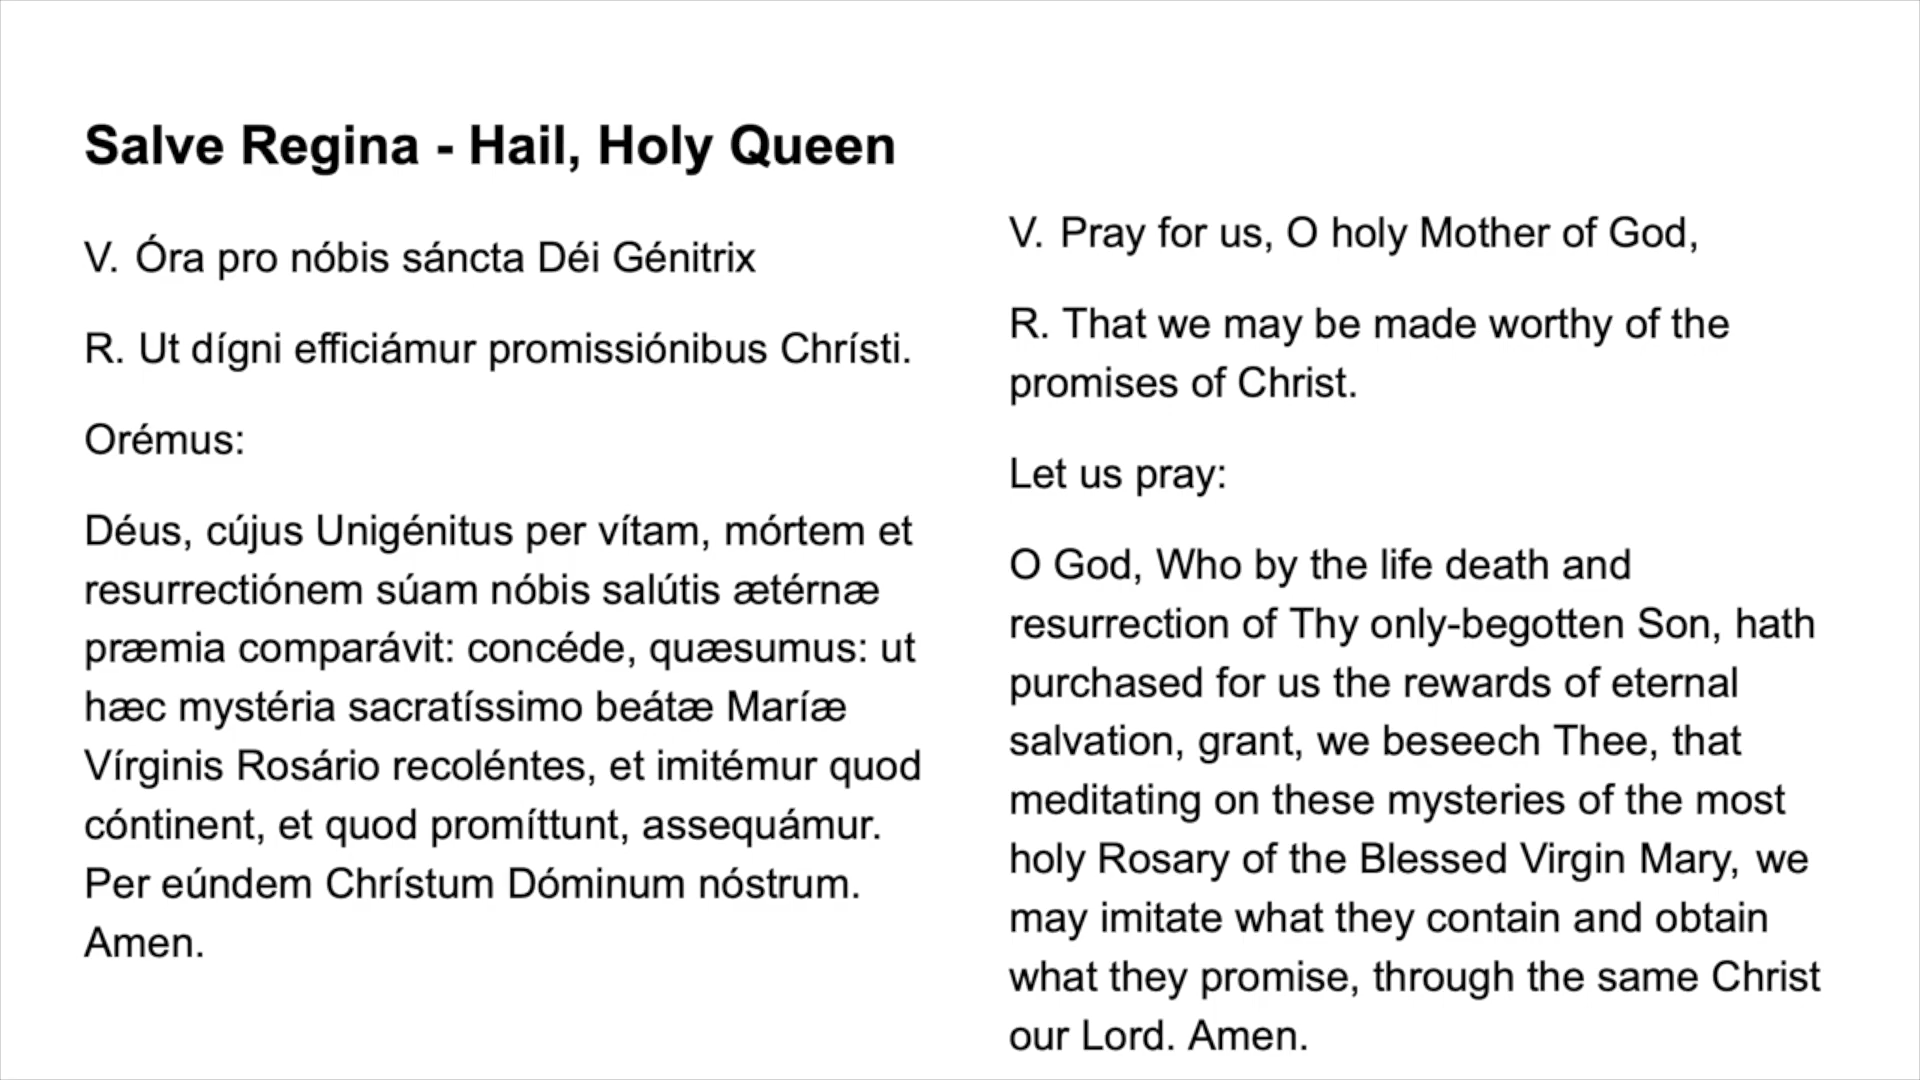 Salve Regina - Hail, Holy Queen
V. Óra pro nóbis sáncta Déi Génitrix
R. Ut dígni efficiámur promissiónibus Chrísti.
Orémus:
Déus, cújus Unigénitus per vítam, mórtem et
resurrectiónem súam nóbis salútis ætérnæ
præmia comparávit: concéde, quæsumus: ut
hæc mystéria sacratíssimo beátæ Maríæ
Vírginis Rosário recoléntes, et imitémur quod
cóntinent, et quod promíttunt, assequámur.
Per eúndem Chrístum Dóminum nóstrum.
Amen.
V. Pray for us, O holy Mother of God,
R. That we may be made worthy of the
promises of Christ.
Let us pray:
O God, Who by the life death and
resurrection of Thy only-begotten Son, hath
purchased for us the rewards of eternal
salvation, grant, we beseech Thee, that
meditating on these mysteries of the most
holy Rosary of the Blessed Virgin Mary, we
may imitate what they contain and obtain
what they promise, through the same Christ
our Lord. Amen.